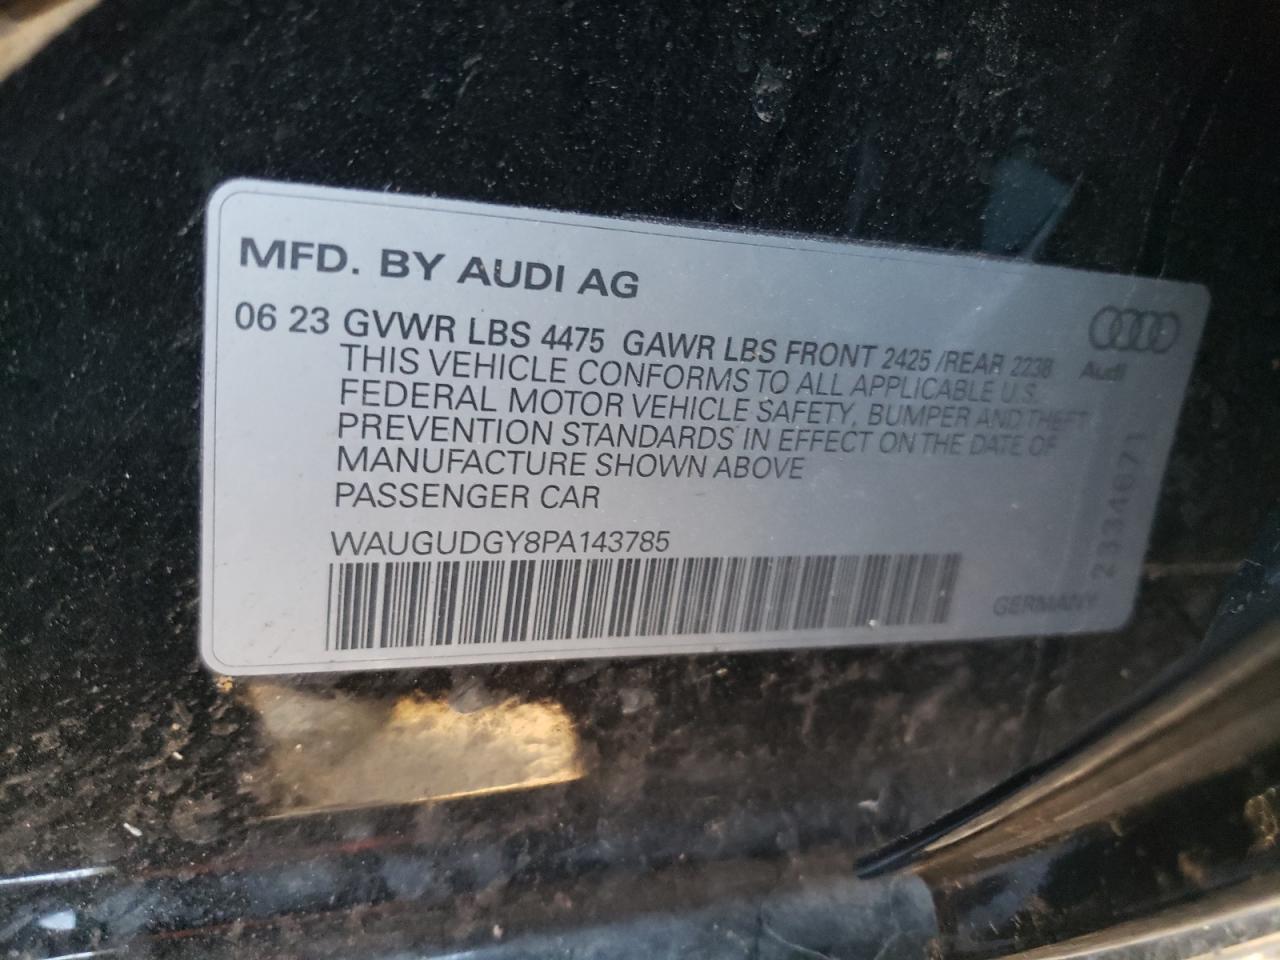 MFD. BY AUDI AG
06 23 GVWR LBS 4475 GAWR LBS FRONT 2425 /REAR 2238
THIS VEHICLE CONFORMS TO ALL APPLICABLE U.S.
FEDERAL MOTOR VEHICLE SAFETY, BUMPER AND THEFT
PREVENTION STANDARDS IN EFFECT ON THE DATE OF
MANUFACTURE SHOWN ABOVE
PASSENGER CAR
WAUGUDGY8PA143785
Audi
2334671
GERMANY